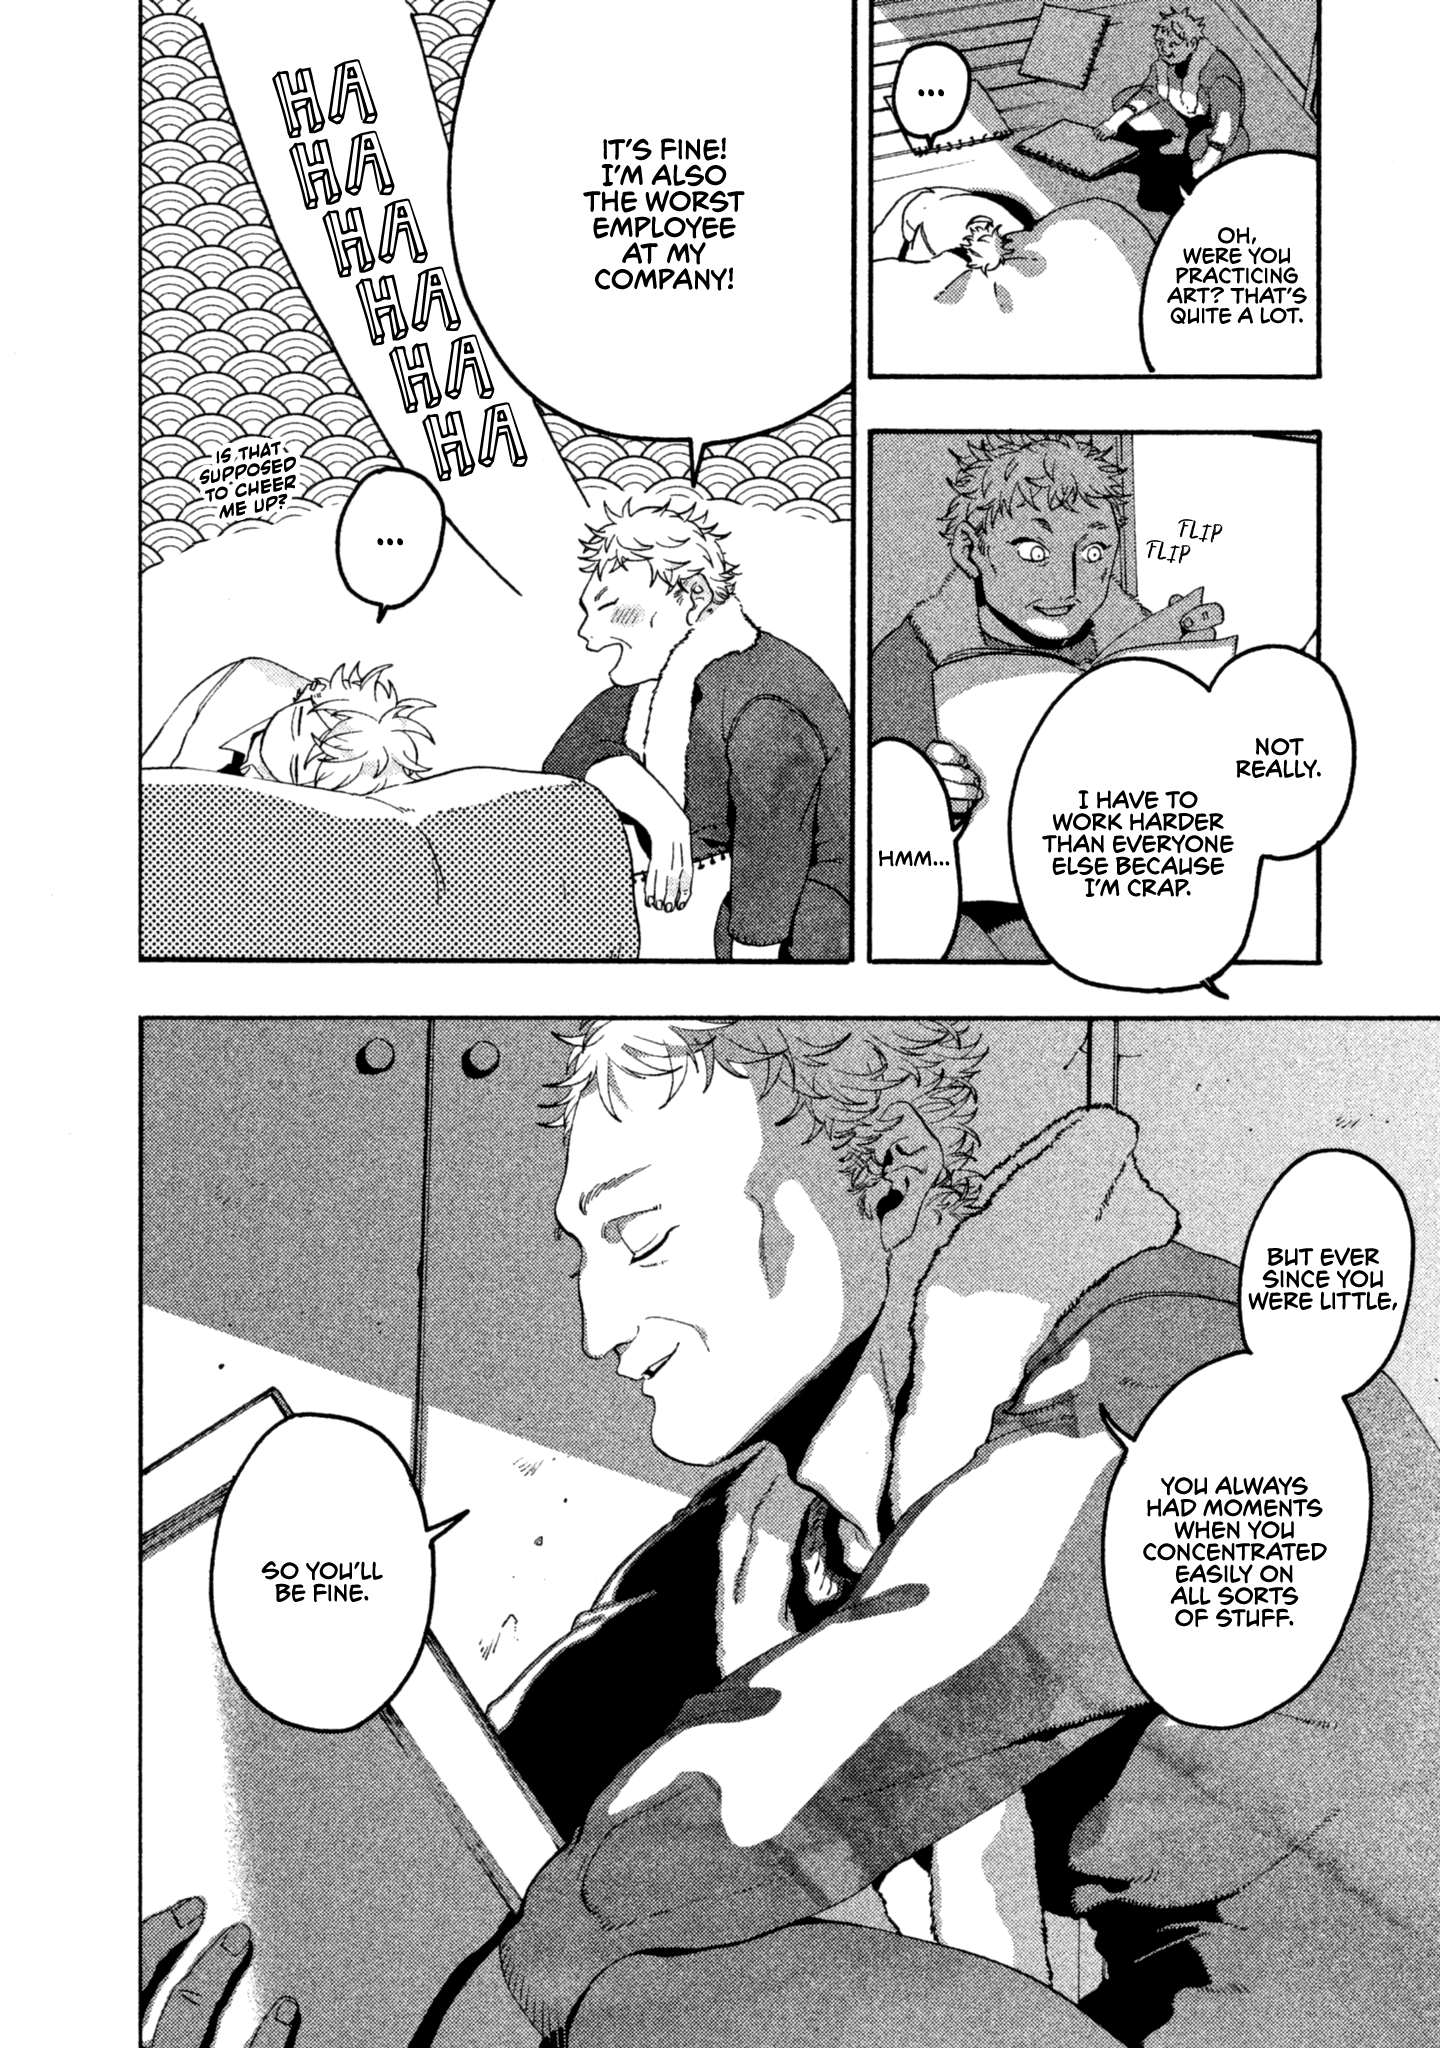 ...
OH,
WERE YOU
PRACTICING
ART? THAT'S
QUITE A LOT.
FLIP
FLIP
NOT
REALLY.
I HAVE TO
WORK HARDER
THAN EVERYONE
ELSE BECAUSE
I'M CRAP.
HMM...
IT'S FINE!
I'M ALSO
THE WORST
EMPLOYEE
AT MY
COMPANY!
HA
HA
HA
HA
HA
HA
...
IS THAT
SUPPOSED
TO CHEER
ME UP?
BUT EVER
SINCE YOU
WERE LITTLE,
YOU ALWAYS
HAD MOMENTS
WHEN YOU
CONCENTRATED
EASILY ON
ALL SORTS
OF STUFF.
SO YOU'LL
BE FINE.